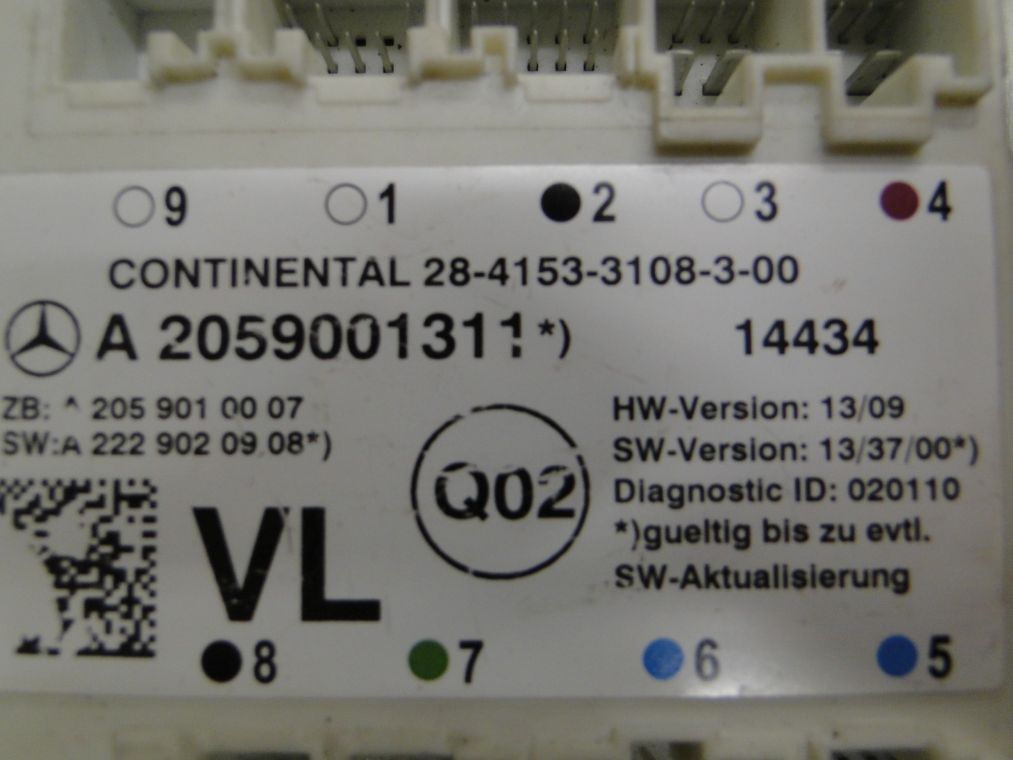 9 1 2 3 4
CONTINENTAL 28-4153-3108-3-00
A 2059001311*) 14434
ZB: A 205 901 00 07
SW:A 222 902 09 08*)
HW-Version: 13/09
SW-Version: 13/37/00*)
Diagnostic ID: 020110
*)gueltig bis zu evtl.
SW-Aktualisierung
Q02
VL
8 7 6 5